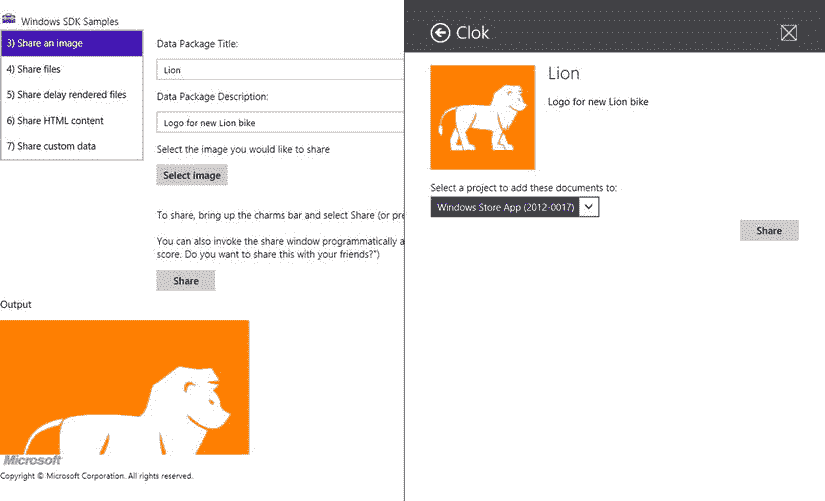 Windows SDK Samples
3) Share an image
4) Share files
5) Share delay rendered files
6) Share HTML content
7) Share custom data
Data Package Title:
Lion
Data Package Description:
Logo for new Lion bike
Select the image you would like to share
Select image
To share, bring up the charms bar and select Share (or pre
You can also invoke the share window programmatically a
score. Do you want to share this with your friends?")
Share
Output
Microsoft
Copyright © Microsoft Corporation. All rights reserved.
Clok
Lion
Logo for new Lion bike
Select a project to add these documents to:
Windows Store App (2012-0017)
Share